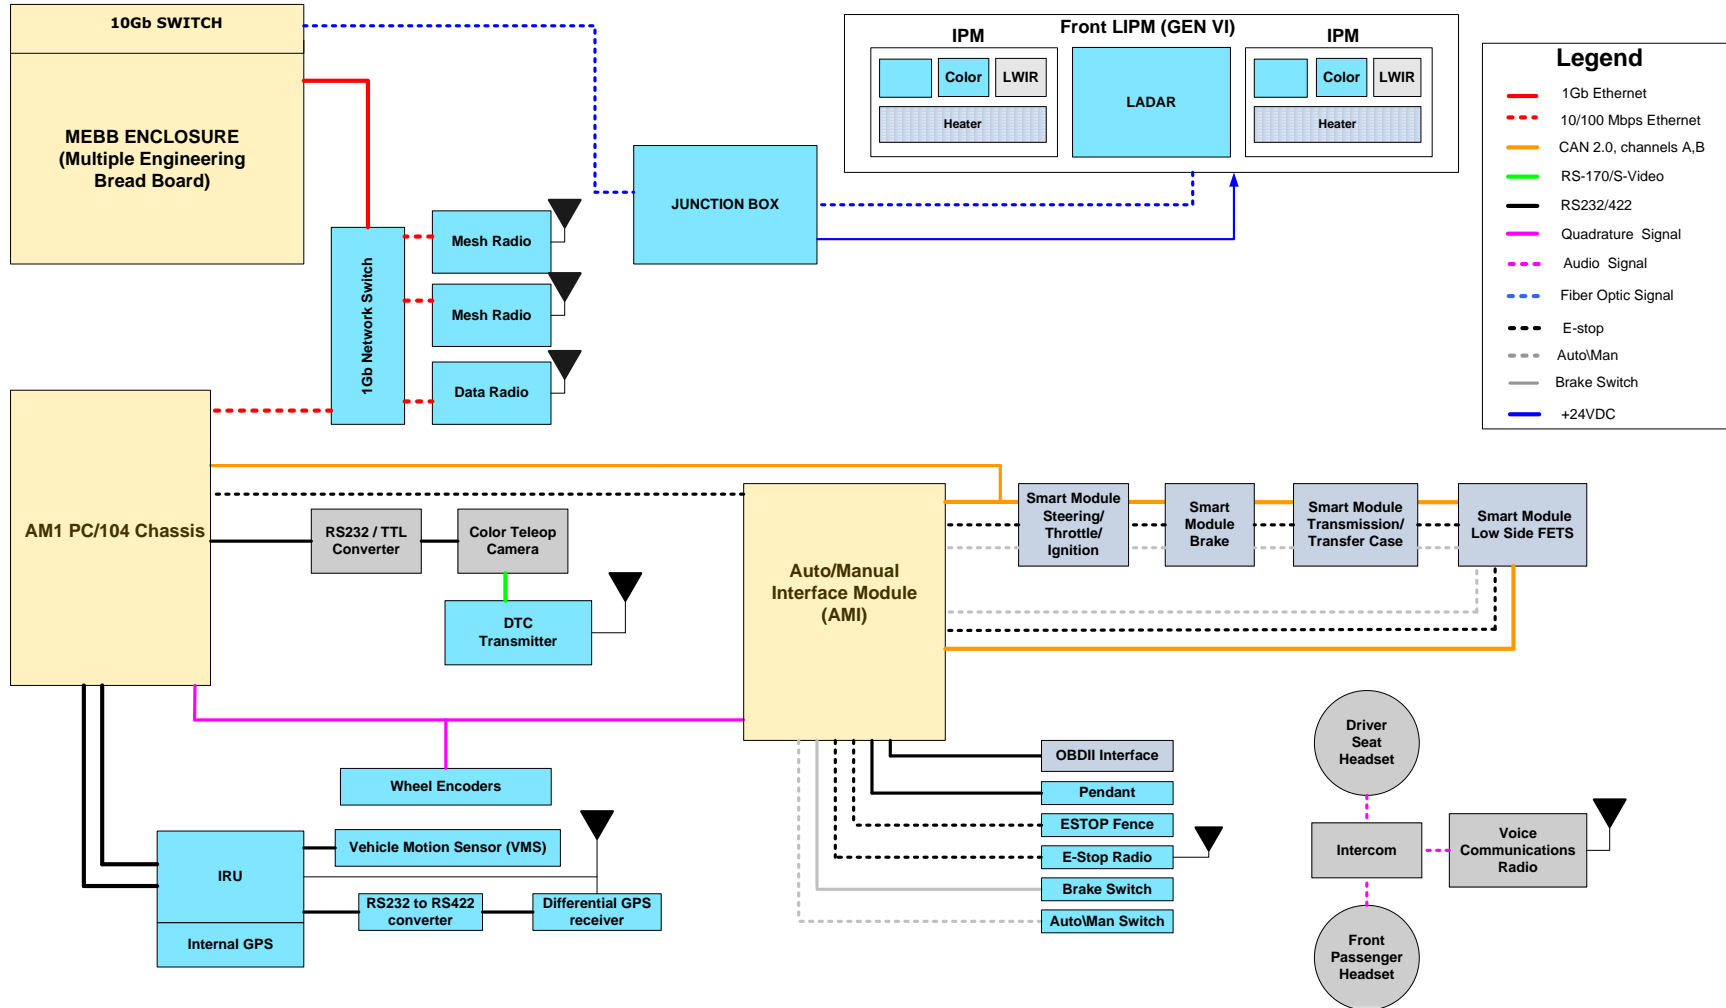 10Gb SWITCH
MEBB ENCLOSURE
(Multiple Engineering
Bread Board)
Front LIPM (GEN VI)
IPM
IPM
Color
LWIR
Heater
LADAR
Color
LWIR
Heater
JUNCTION BOX
Legend
1Gb Ethernet
10/100 Mbps Ethernet
CAN 2.0, channels A,B
RS-170/S-Video
RS232/422
Quadrature Signal
Audio Signal
Fiber Optic Signal
E-stop
Auto\Man
Brake Switch
+24VDC
1Gb Network Switch
Mesh Radio
Mesh Radio
Data Radio
AM1 PC/104 Chassis
RS232 / TTL
Converter
Color Teleop
Camera
DTC
Transmitter
Auto/Manual
Interface Module
(AMI)
Smart Module
Steering/
Throttle/
Ignition
Smart
Module
Brake
Smart Module
Transmission/
Transfer Case
Smart Module
Low Side FETS
Wheel Encoders
IRU
Internal GPS
Vehicle Motion Sensor (VMS)
RS232 to RS422
converter
Differential GPS
receiver
OBDII Interface
Pendant
ESTOP Fence
E-Stop Radio
Brake Switch
Auto\Man Switch
Driver
Seat
Headset
Intercom
Voice
Communications
Radio
Front
Passenger
Headset